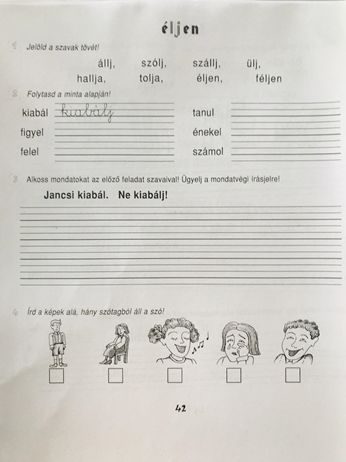 éljen
1 Jelöld a szavak tövét!
állj, szólj, szállj, ülj,
hallja, tolja, éljen, féljen
2 Folytasd a minta alapján!
kiabál kiabálj tanul
figyel énekel
felel számol
3 Alkoss mondatokat az előző feladat szavaival! Ügyelj a mondatvégi írásjelre!
Jancsi kiabál. Ne kiabálj!
4 Írd a képek alá, hány szótagból áll a szó!
42